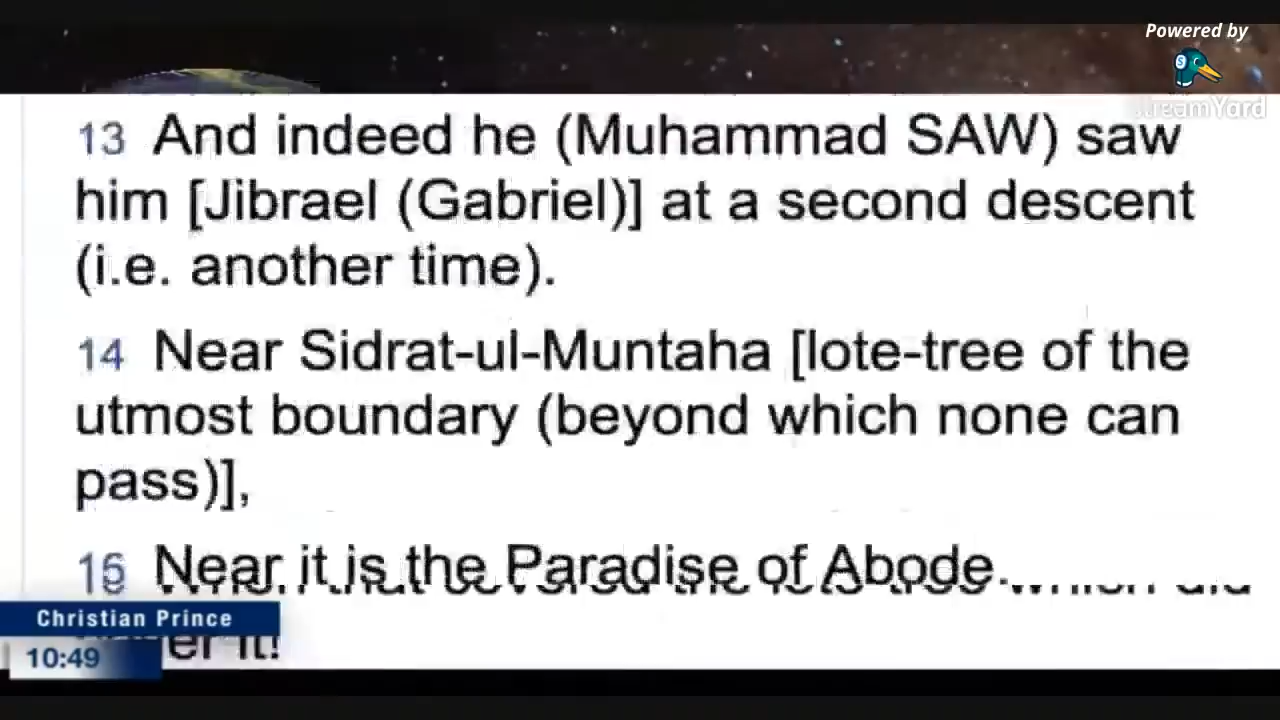 Powered by
StreamYard
13 And indeed he (Muhammad SAW) saw
him [Jibrael (Gabriel)] at a second descent
(i.e. another time).
14 Near Sidrat-ul-Muntaha [lote-tree of the
utmost boundary (beyond which none can
pass)],
Near it is the Paradise of Abode.
it!
Christian Prince
10:49